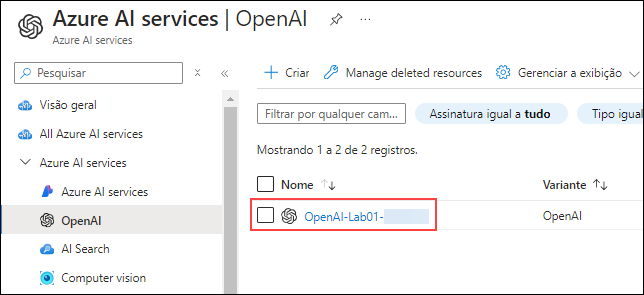 Azure AI services | OpenAI
Azure AI services
Pesquisar
Visão geral
All Azure AI services
Azure AI services
Azure AI services
OpenAI
AI Search
Computer vision
Criar
Manage deleted resources
Gerenciar a exibição
Filtrar por qualquer cam...
Assinatura igual a tudo
Tipo igual
Mostrando 1 a 2 de 2 registros.
Nome
Variante
OpenAI-Lab01-
OpenAI